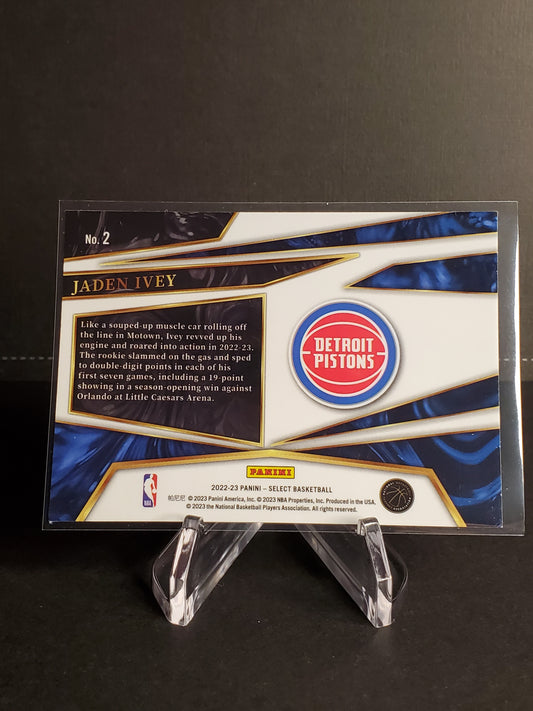 No. 2
JADEN IVEY
Like a souped-up muscle car rolling off
the line in Motown, Ivey revved up his
engine and roared into action in 2022-23.
The rookie slammed on the gas and sped
to double-digit points in each of his
first seven games, including a 19-point
showing in a season-opening win against
Orlando at Little Caesars Arena.
DETROIT
PISTONS
PANINI
2022-23 PANINI – SELECT BASKETBALL
NBA
帕尼尼 © 2023 Panini America, Inc. © 2023 NBA Properties, Inc. Produced in the USA.
© 2023 the National Basketball Players Association. All rights reserved.